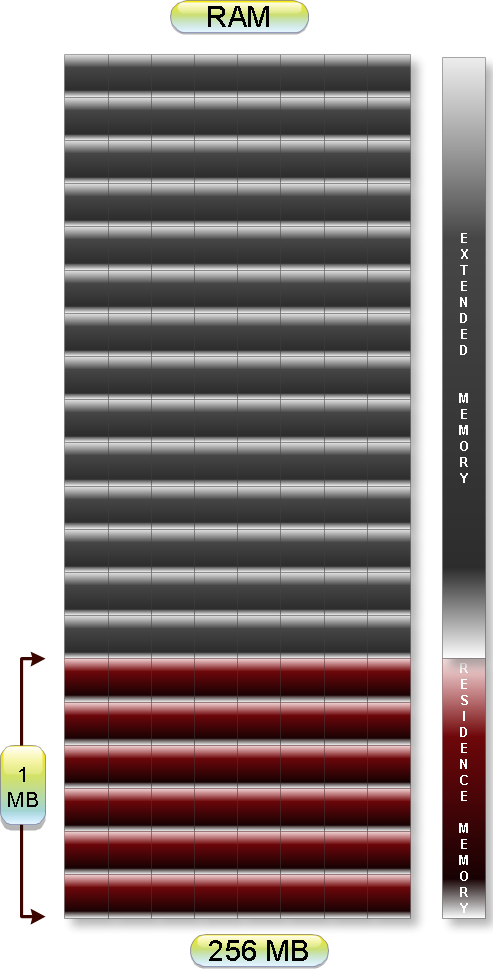 RAM
EXTENDED MEMORY
RESIDENCE MEMORY
1
MB
256 MB